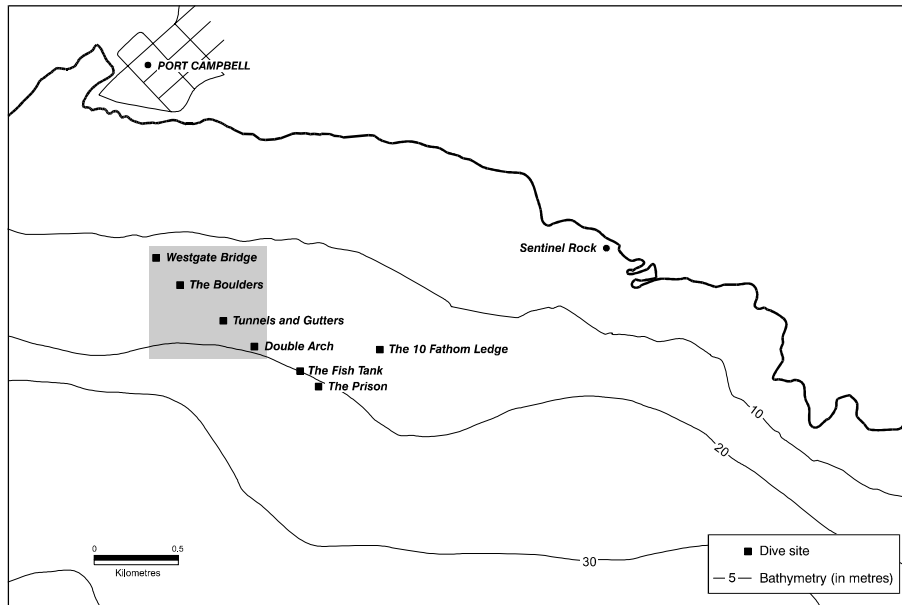 PORT CAMPBELL
Sentinel Rock
Westgate Bridge
The Boulders
Tunnels and Gutters
Double Arch
The 10 Fathom Ledge
The Fish Tank
The Prison
10
20
30
0 0.5
Kilometres
Dive site
5 Bathymetry (in metres)